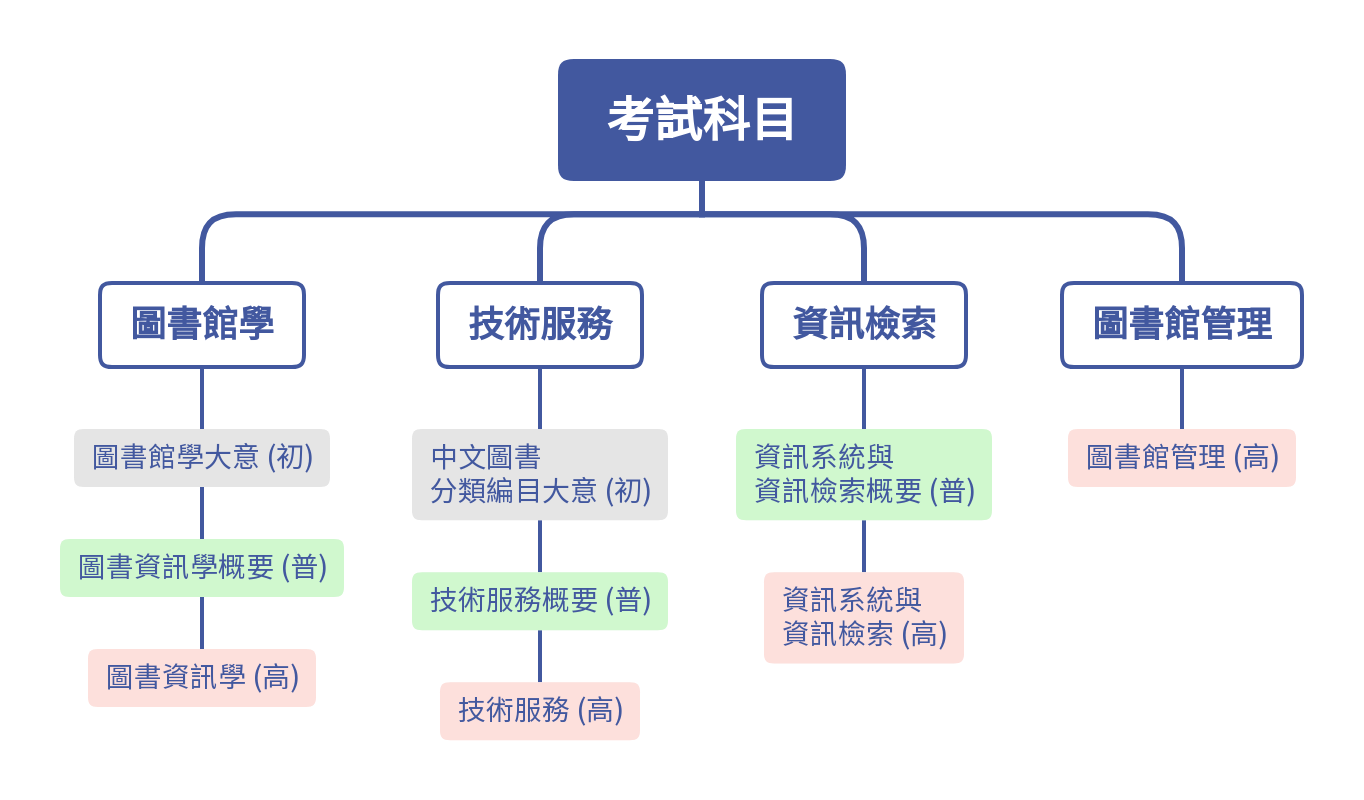 考試科目
圖書館學
圖書館學大意 (初)
圖書資訊學概要 (普)
圖書資訊學 (高)
技術服務
中文圖書
分類編目大意 (初)
技術服務概要 (普)
技術服務 (高)
資訊檢索
資訊系統與
資訊檢索概要 (普)
資訊系統與
資訊檢索 (高)
圖書館管理
圖書館管理 (高)